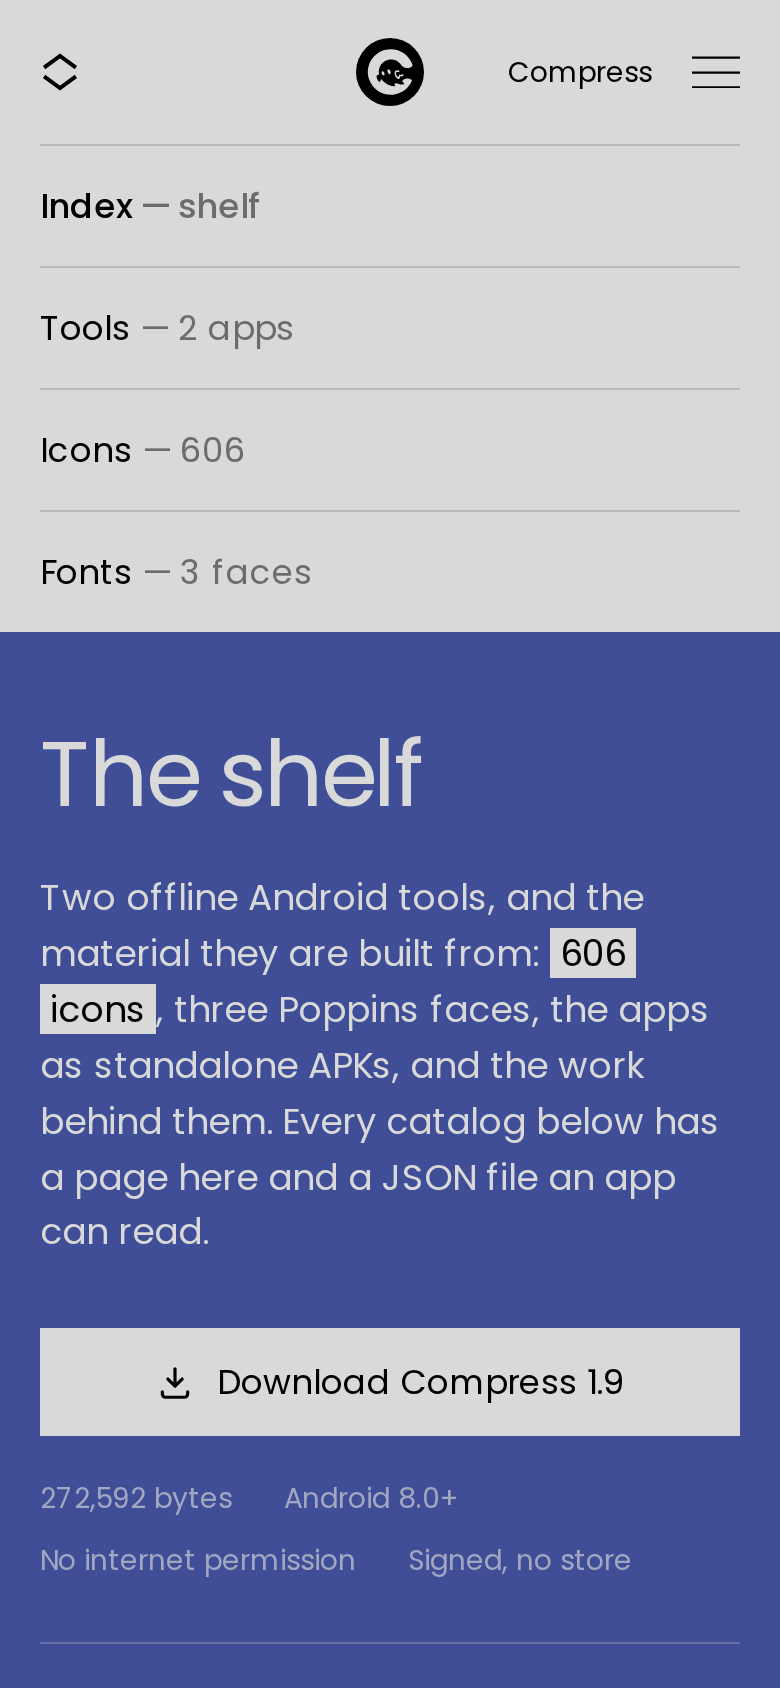 Compress
Index — shelf
Tools — 2 apps
Icons — 606
Fonts — 3 faces
The shelf
Two offline Android tools, and the
material they are built from: 606
icons, three Poppins faces, the apps
as standalone APKs, and the work
behind them. Every catalog below has
a page here and a JSON file an app
can read.
Download Compress 1.9
272,592 bytes Android 8.0+
No internet permission Signed, no store